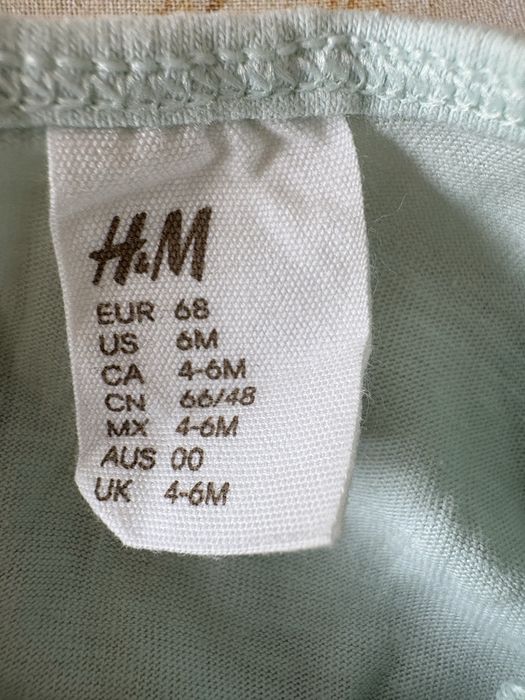 H&M
EUR 68
US 6M
CA 4-6M
CN 66/48
MX 4-6M
AUS 00
UK 4-6M